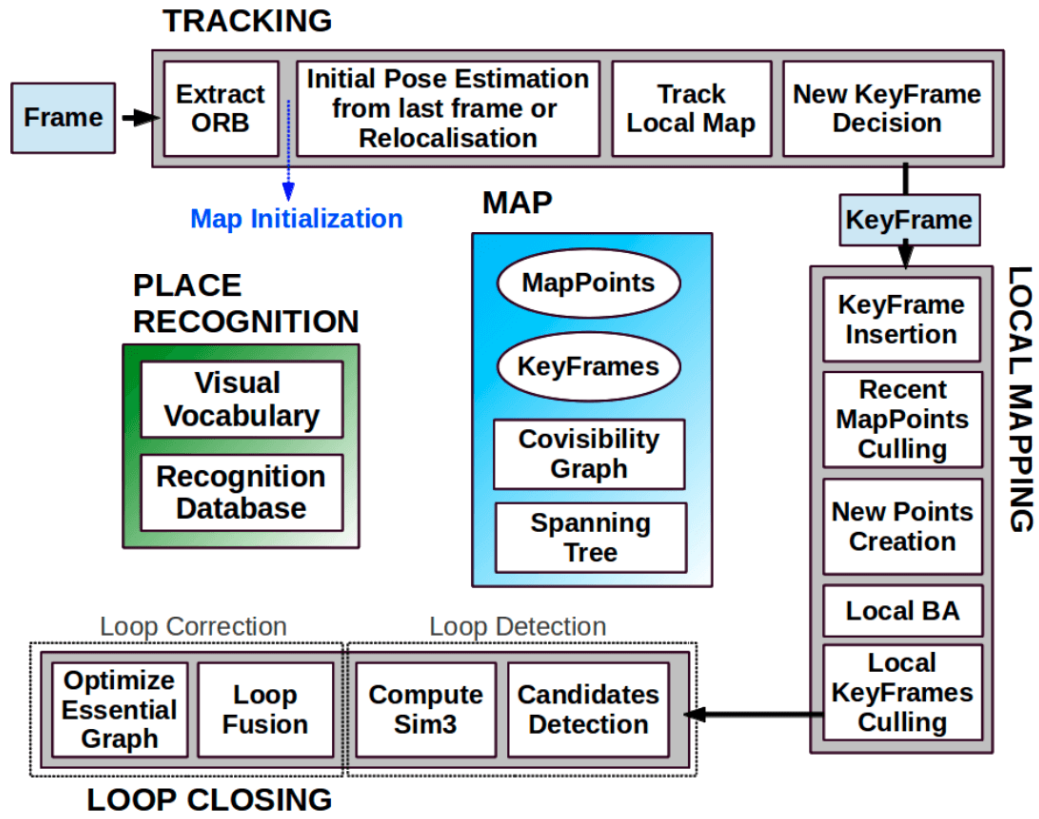 TRACKING
Frame
Extract
ORB
Initial Pose Estimation
from last frame or
Relocalisation
Track
Local Map
New KeyFrame
Decision
Map Initialization
KeyFrame
MAP
MapPoints
KeyFrames
Covisibility
Graph
Spanning
Tree
PLACE
RECOGNITION
Visual
Vocabulary
Recognition
Database
LOCAL MAPPING
KeyFrame
Insertion
Recent
MapPoints
Culling
New Points
Creation
Local BA
Local
KeyFrames
Culling
Loop Correction
Loop Detection
Optimize
Essential
Graph
Loop
Fusion
Compute
Sim3
Candidates
Detection
LOOP CLOSING